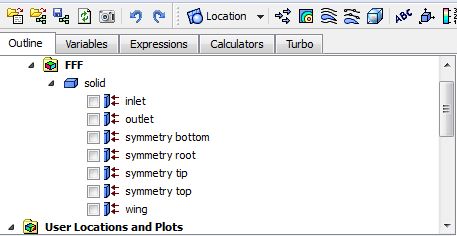 Location
ABC
Outline Variables Expressions Calculators Turbo
FFF
solid
inlet
outlet
symmetry bottom
symmetry root
symmetry tip
symmetry top
wing
User Locations and Plots